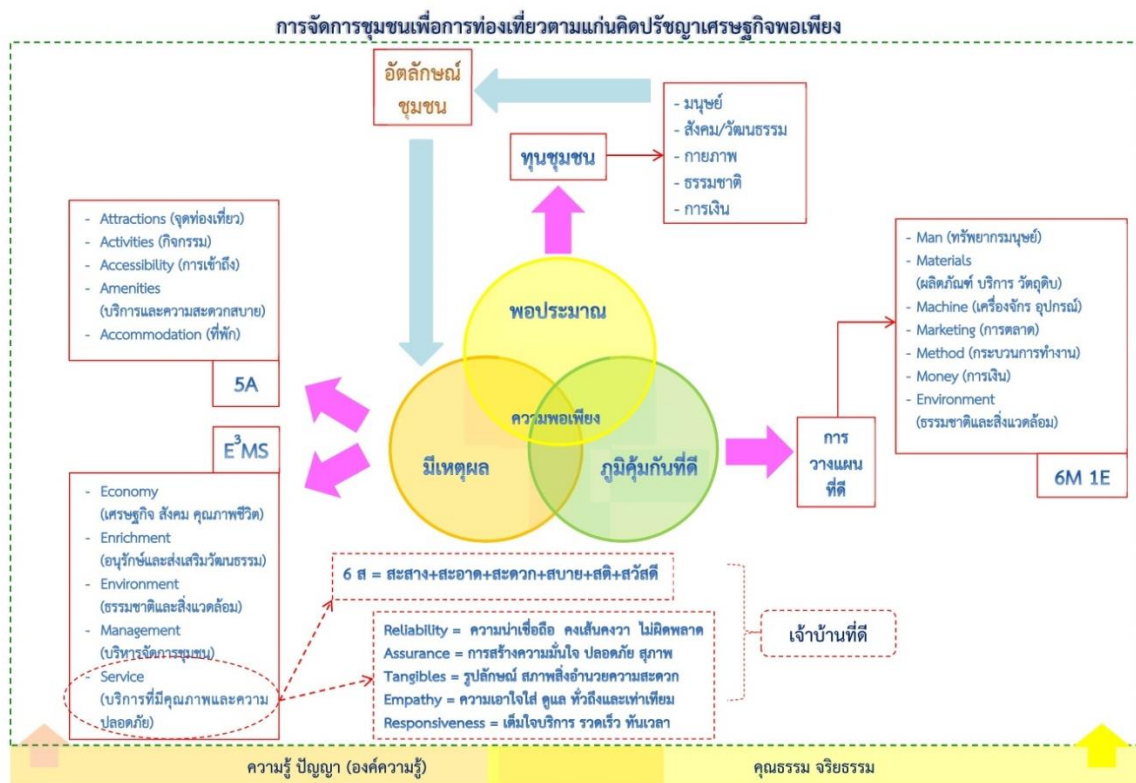 การจัดการชุมชนเพื่อการท่องเที่ยวตามแก่นคิดปรัชญาเศรษฐกิจพอเพียง
อัตลักษณ์
ชุมชน
- มนุษย์
- สังคม/วัฒนธรรม
- กายภาพ
- ธรรมชาติ
- การเงิน
ทุนชุมชน
- Attractions (จุดท่องเที่ยว)
- Activities (กิจกรรม)
- Accessibility (การเข้าถึง)
- Amenities
(บริการและความสะดวกสบาย)
- Accommodation (ที่พัก)
5A
- Man (ทรัพยากรมนุษย์)
- Materials
(ผลิตภัณฑ์ บริการ วัตถุดิบ)
- Machine (เครื่องจักร อุปกรณ์)
- Marketing (การตลาด)
- Method (กระบวนการทำงาน)
- Money (การเงิน)
- Environment
(ธรรมชาติและสิ่งแวดล้อม)
6M 1E
พอประมาณ
ความพอเพียง
มีเหตุผล
ภูมิคุ้มกันที่ดี
การ
วางแผน
ที่ดี
E³MS
- Economy
(เศรษฐกิจ สังคม คุณภาพชีวิต)
- Enrichment
(อนุรักษ์และส่งเสริมวัฒนธรรม)
- Environment
(ธรรมชาติและสิ่งแวดล้อม)
- Management
(บริหารจัดการชุมชน)
- Service
(บริการที่มีคุณภาพและความ
ปลอดภัย)
6 ส = สะสาง+สะอาด+สะดวก+สบาย+สติ+สวัสดี
Reliability = ความน่าเชื่อถือ คงเส้นคงวา ไม่ผิดพลาด
Assurance = การสร้างความมั่นใจ ปลอดภัย สุภาพ
Tangibles = รูปลักษณ์ สภาพสิ่งอำนวยความสะดวก
Empathy = ความเอาใจใส่ ดูแล ทั่วถึงและเท่าเทียม
Responsiveness = เต็มใจบริการ รวดเร็ว ทันเวลา
เจ้าบ้านที่ดี
ความรู้ ปัญญา (องค์ความรู้)
คุณธรรม จริยธรรม